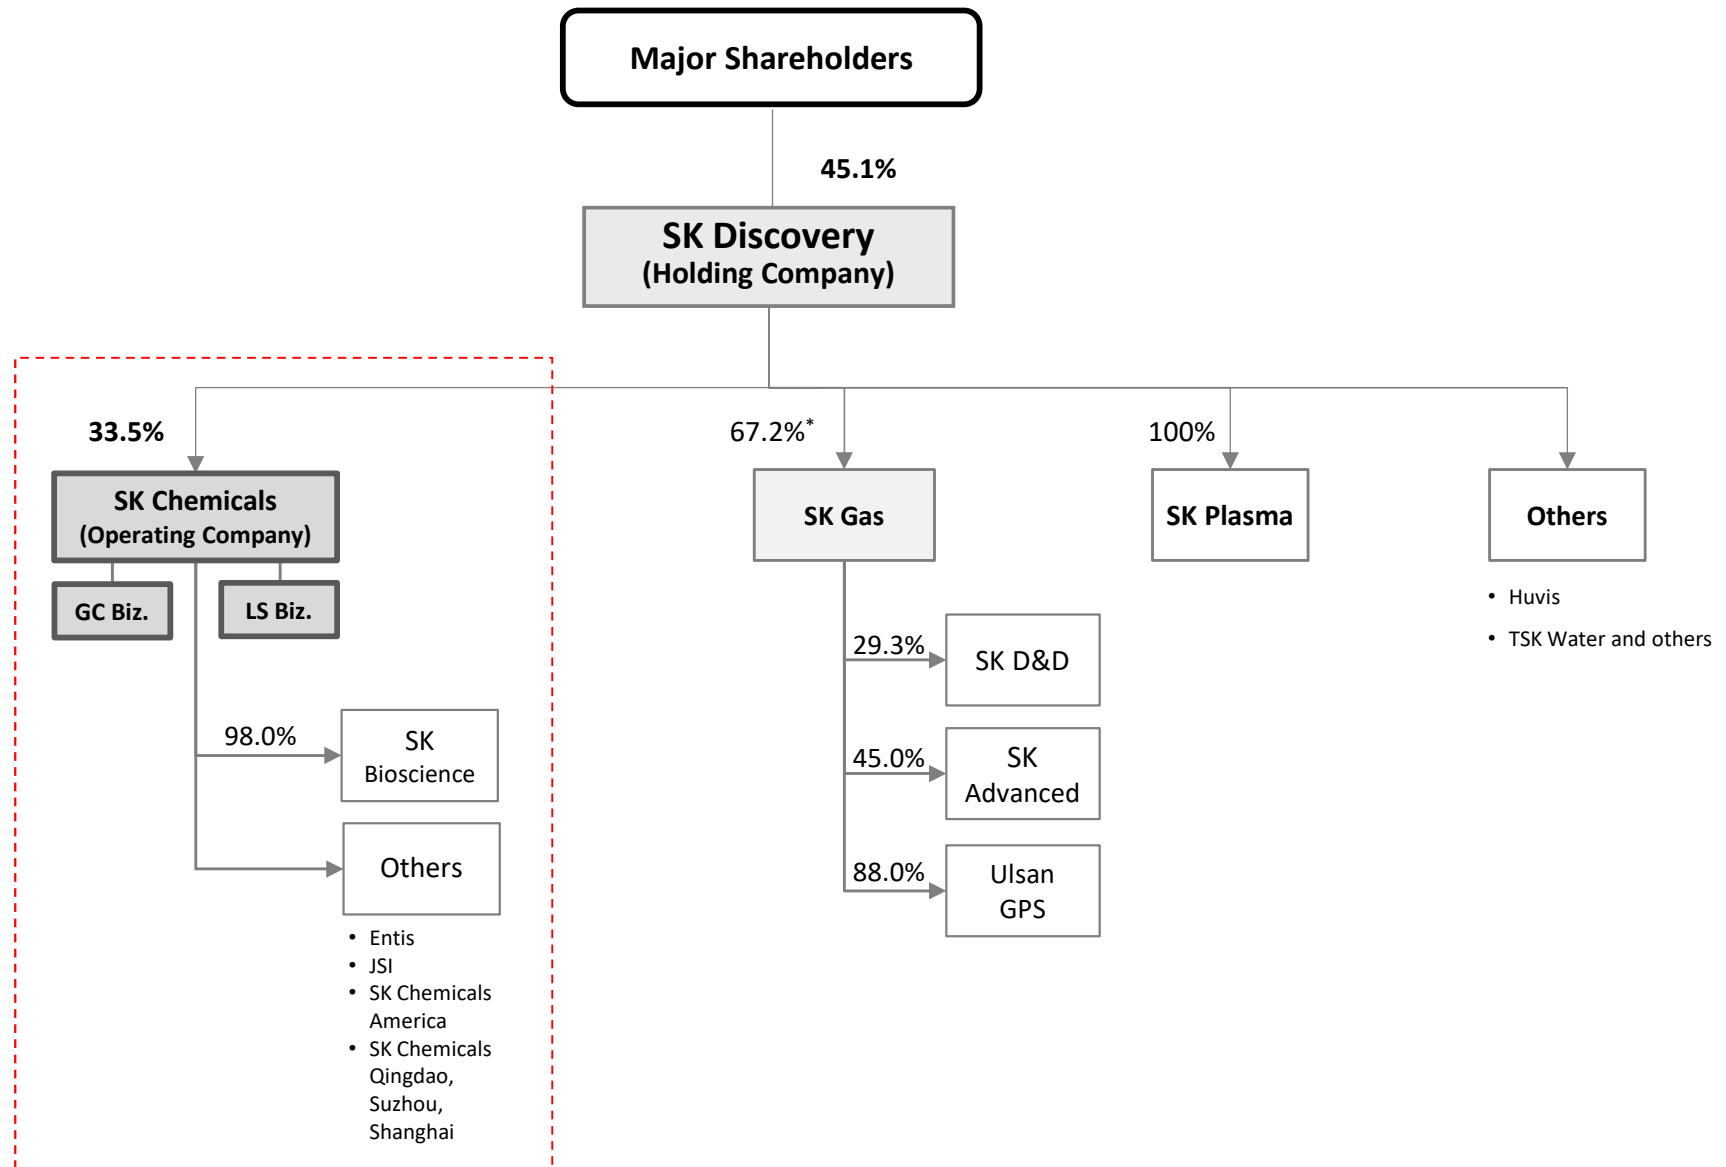 Major Shareholders
45.1%
SK Discovery
(Holding Company)
33.5%
67.2%*
100%
SK Chemicals
(Operating Company)
SK Gas
SK Plasma
Others
GC Biz.
LS Biz.
• Huvis
• TSK Water and others
29.3%
SK D&D
98.0%
SK
Bioscience
45.0%
SK
Advanced
Others
88.0%
Ulsan
GPS
• Entis
• JSI
• SK Chemicals
America
• SK Chemicals
Qingdao,
Suzhou,
Shanghai